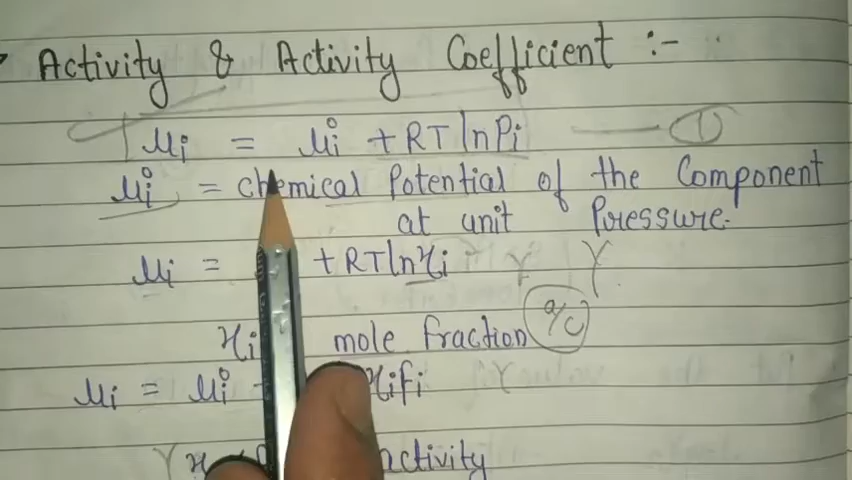 Activity & Activity Coefficient :-
μi = μi° + RT ln Pi —— ①
μi° = chemical Potential of the Component
at unit Pressure.
μi = + RT ln xi γ γ
xi mole fraction a/c
μi = μi° xifi
γ x activity